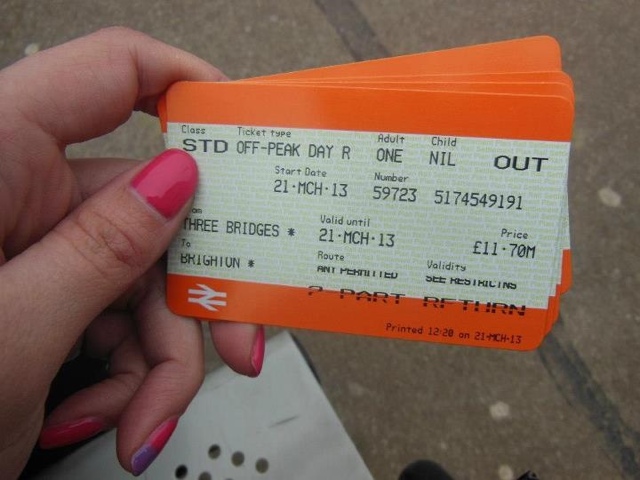 Class Ticket type Adult Child
STD OFF-PEAK DAY R ONE NIL OUT
Start Date Number
21·MCH·13 59723 5174549191
Valid until Price
THREE BRIDGES * 21·MCH·13 £11·70M
To Route Validity
BRIGHTON * ANY PERMITTED SEE RESTRICTNS
2 PART RETURN
Printed 12:20 on 21·MCH·13